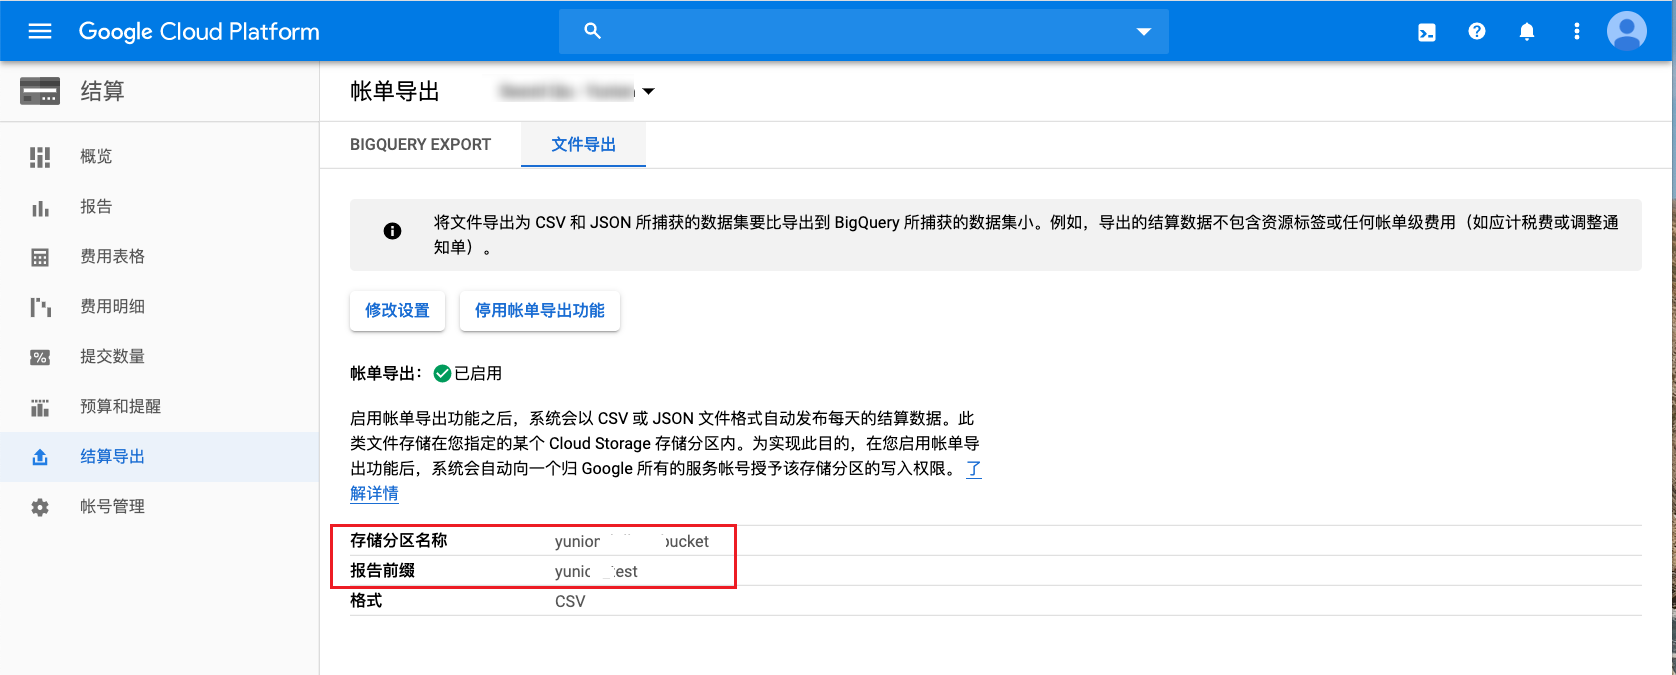 Google Cloud Platform
结算
帐单导出
概览
报告
费用表格
费用明细
提交数量
预算和提醒
结算导出
帐号管理
BIGQUERY EXPORT
文件导出
将文件导出为 CSV 和 JSON 所捕获的数据集要比导出到 BigQuery 所捕获的数据集小。例如，导出的结算数据不包含资源标签或任何帐单级费用（如应计税费或调整通
知单）。
修改设置
停用帐单导出功能
帐单导出： 已启用
启用帐单导出功能之后，系统会以 CSV 或 JSON 文件格式自动发布每天的结算数据。此
类文件存储在您指定的某个 Cloud Storage 存储分区内。为实现此目的，在您启用帐单导
出功能后，系统会自动向一个归 Google 所有的服务帐号授予该存储分区的写入权限。 了
解详情
存储分区名称
报告前缀
格式 CSV